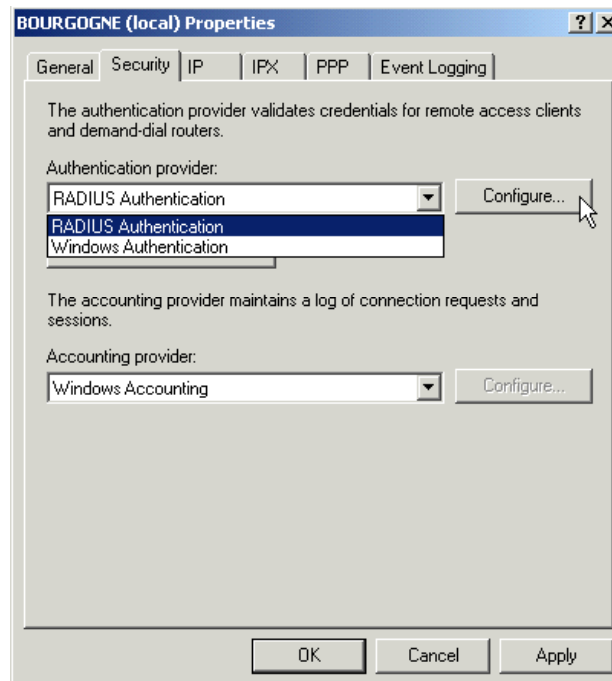 BOURGOGNE (local) Properties
General Security IP IPX PPP Event Logging
The authentication provider validates credentials for remote access clients
and demand-dial routers.
Authentication provider:
RADIUS Authentication Configure...
RADIUS Authentication
Windows Authentication
The accounting provider maintains a log of connection requests and
sessions.
Accounting provider:
Windows Accounting Configure...
OK Cancel Apply